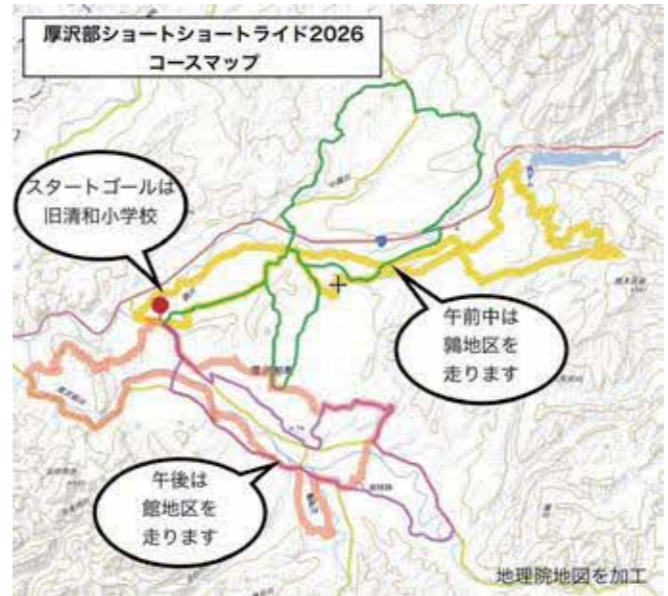 厚沢部ショートショートライド2026
コースマップ
スタートゴールは
旧清和小学校
午前中は
鶉地区を
走ります
午後は
館地区を
走ります
地理院地図を加工